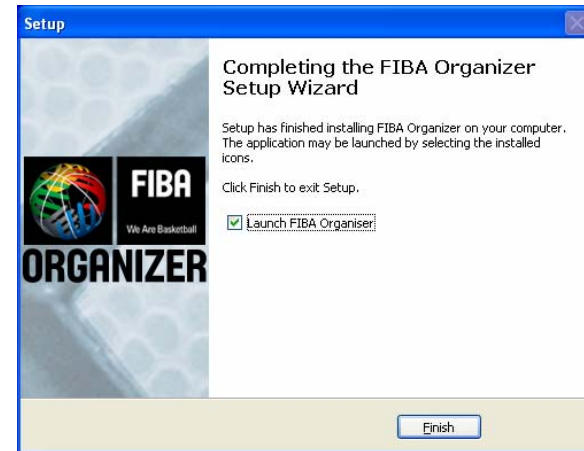 Setup
Completing the FIBA Organizer
Setup Wizard
Setup has finished installing FIBA Organizer on your computer.
The application may be launched by selecting the installed
icons.
Click Finish to exit Setup.
Launch FIBA Organiser
FIBA
We Are Basketball
ORGANIZER
Finish